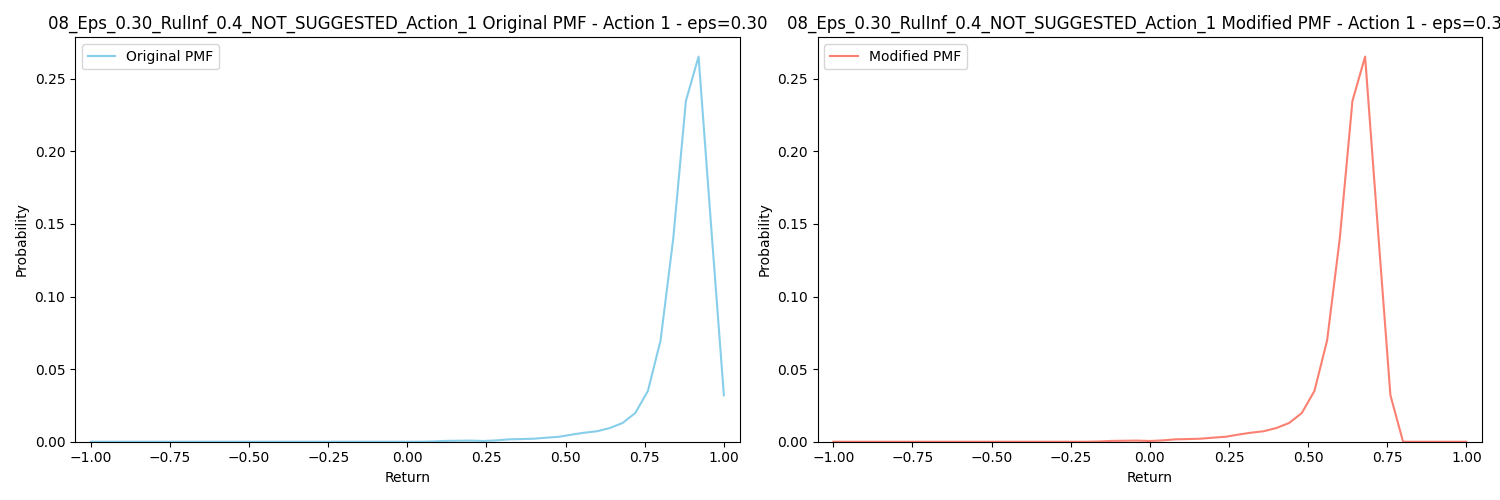 08_Eps_0.30_RulInf_0.4_NOT_SUGGESTED_Action_1 Original PMF - Action 1 - eps=0.30
Original PMF
Probability
0.25
0.20
0.15
0.10
0.05
0.00
−1.00 −0.75 −0.50 −0.25 0.00 0.25 0.50 0.75 1.00
Return
08_Eps_0.30_RulInf_0.4_NOT_SUGGESTED_Action_1 Modified PMF - Action 1 - eps=0.3
Modified PMF
Probability
0.25
0.20
0.15
0.10
0.05
0.00
−1.00 −0.75 −0.50 −0.25 0.00 0.25 0.50 0.75 1.00
Return